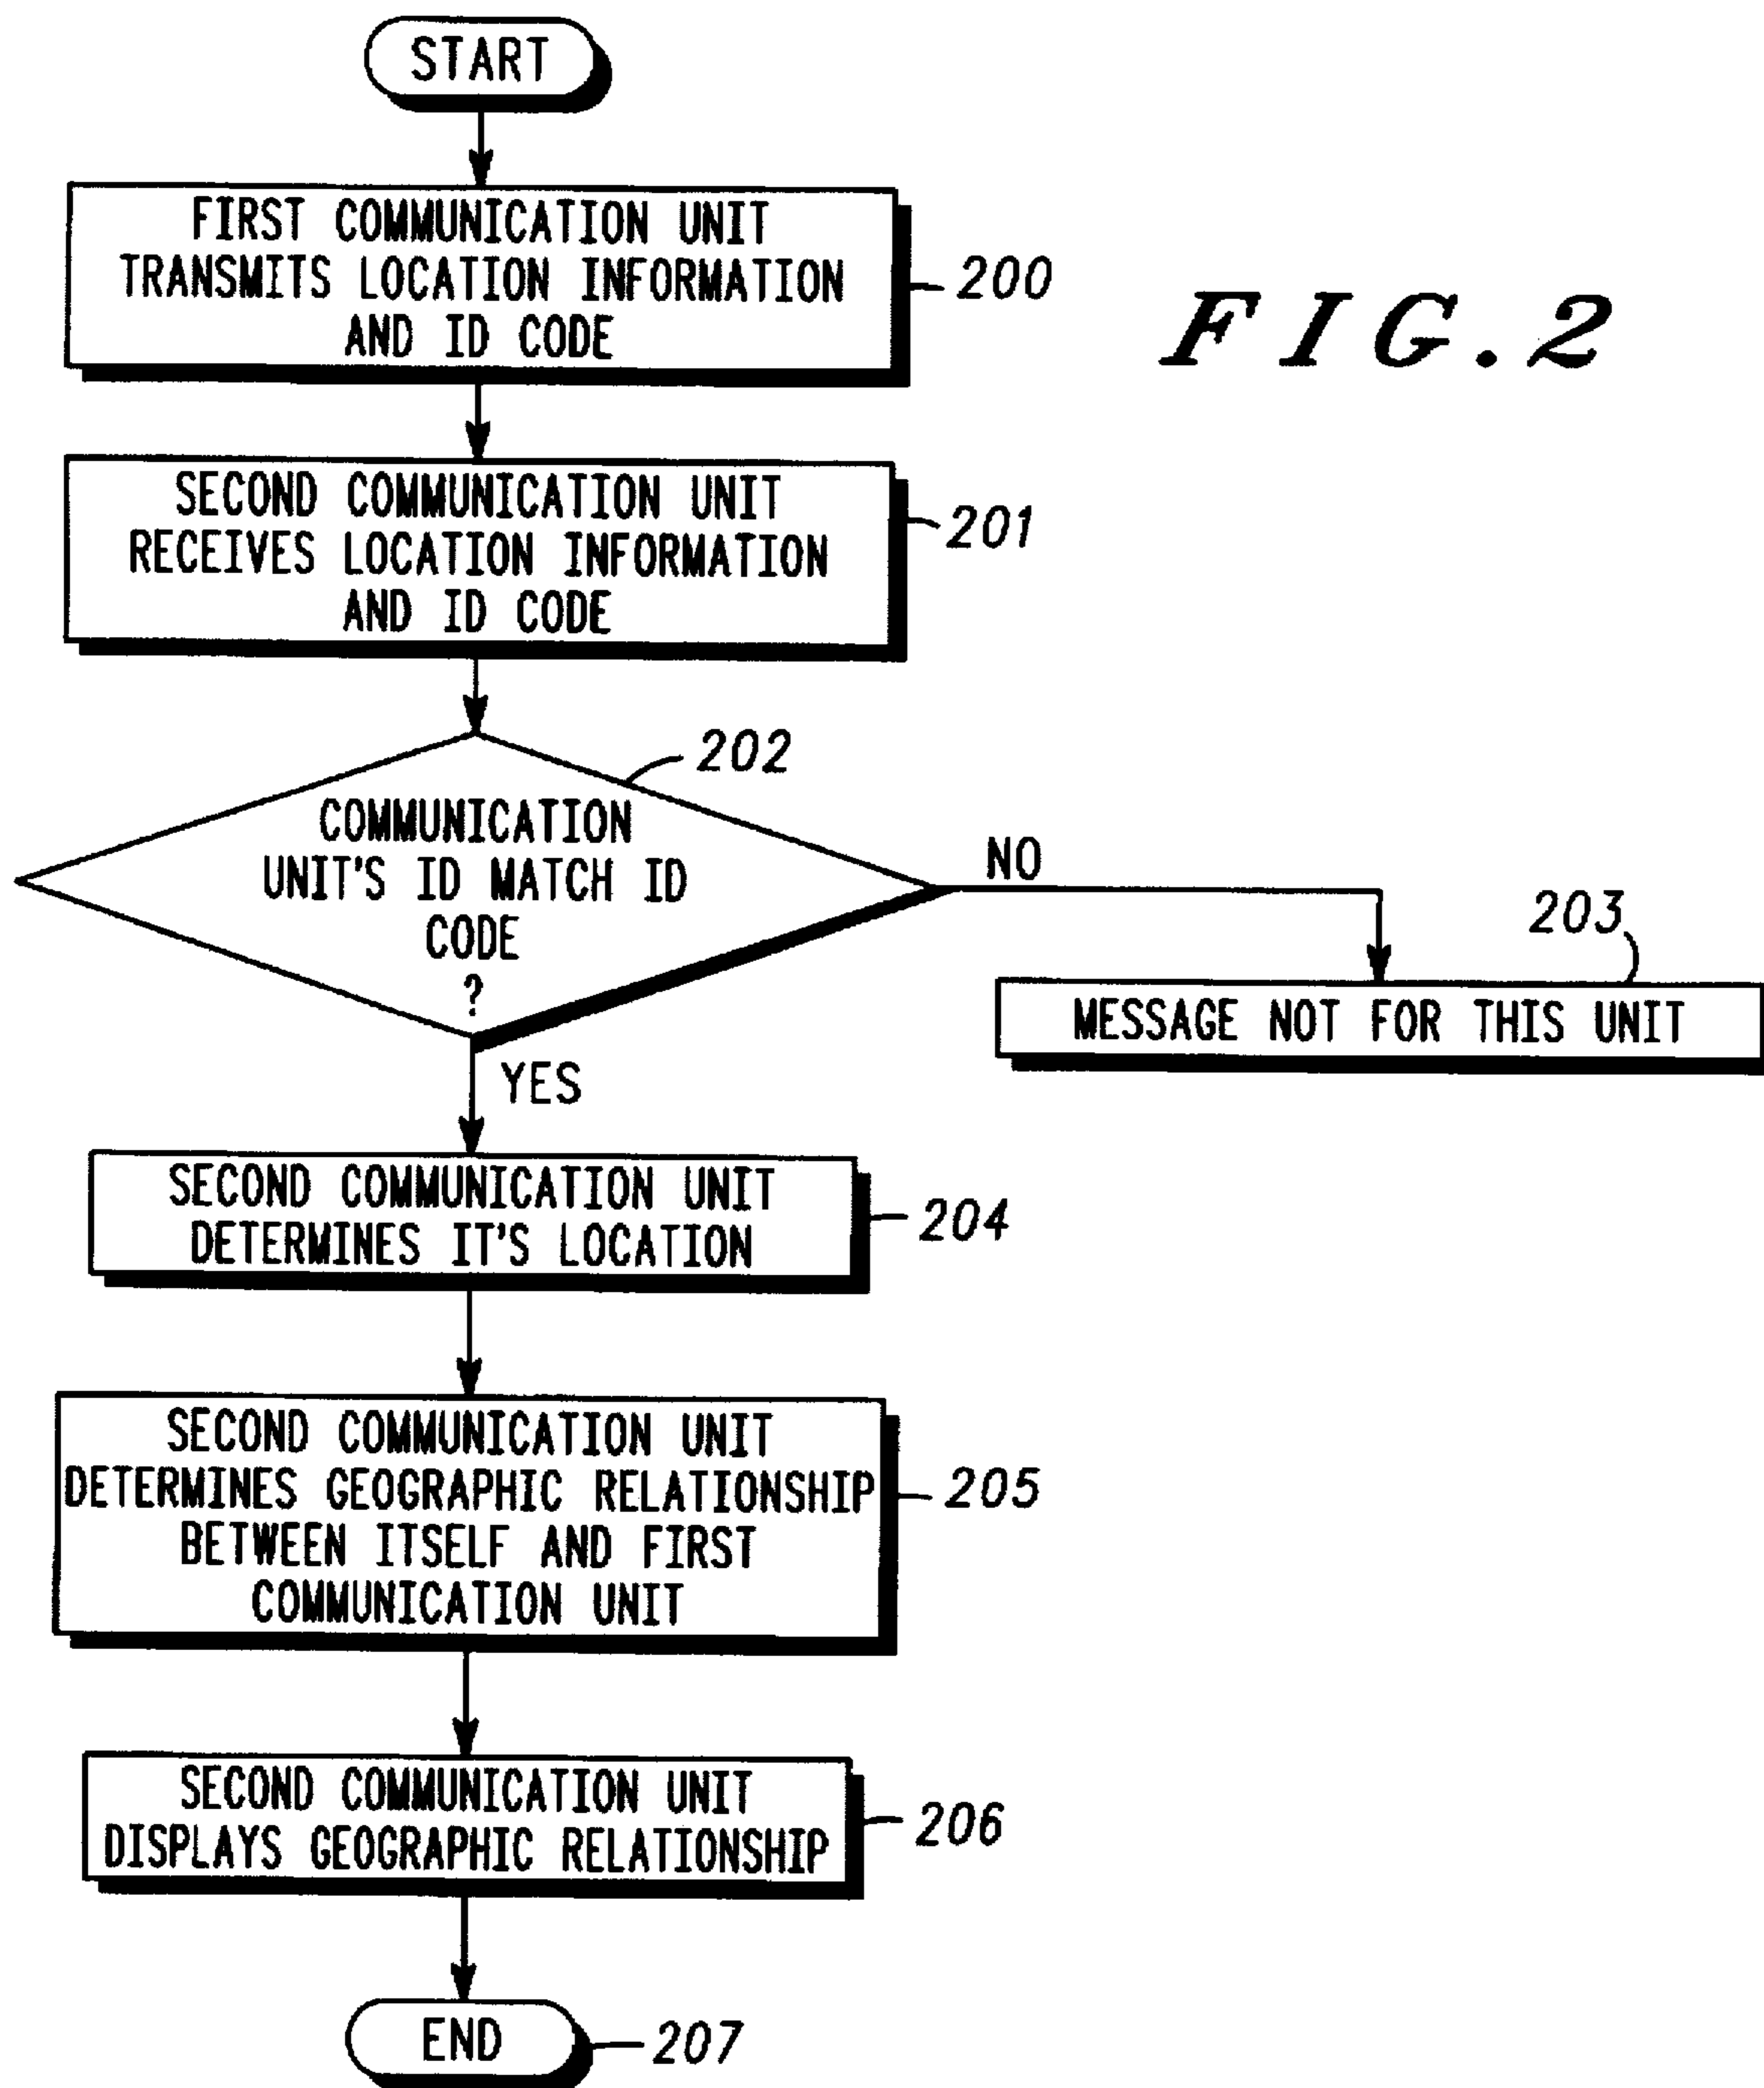 START
FIRST COMMUNICATION UNIT
TRANSMITS LOCATION INFORMATION
AND ID CODE
200
FIG.2
SECOND COMMUNICATION UNIT
RECEIVES LOCATION INFORMATION
AND ID CODE
201
202
COMMUNICATION
UNIT'S ID MATCH ID
CODE
?
NO
203
MESSAGE NOT FOR THIS UNIT
YES
SECOND COMMUNICATION UNIT
DETERMINES IT'S LOCATION
204
SECOND COMMUNICATION UNIT
DETERMINES GEOGRAPHIC RELATIONSHIP
BETWEEN ITSELF AND FIRST
COMMUNICATION UNIT
205
SECOND COMMUNICATION UNIT
DISPLAYS GEOGRAPHIC RELATIONSHIP
206
END
207